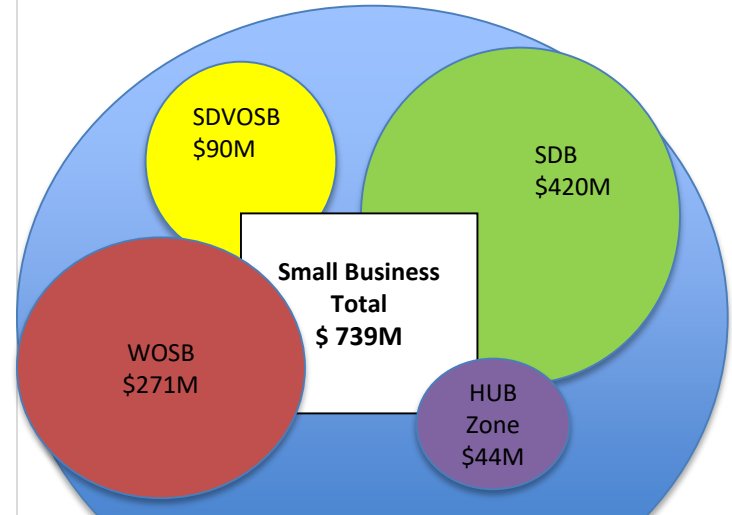 SDVOSB
$90M
SDB
$420M
Small Business
Total
$ 739M
WOSB
$271M
HUB
Zone
$44M